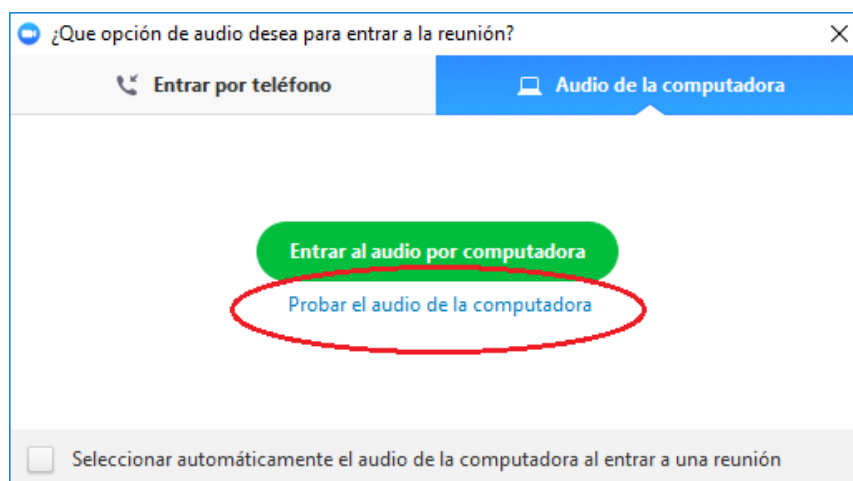 ¿Que opción de audio desea para entrar a la reunión?
Entrar por teléfono
Audio de la computadora
Entrar al audio por computadora
Probar el audio de la computadora
Seleccionar automáticamente el audio de la computadora al entrar a una reunión